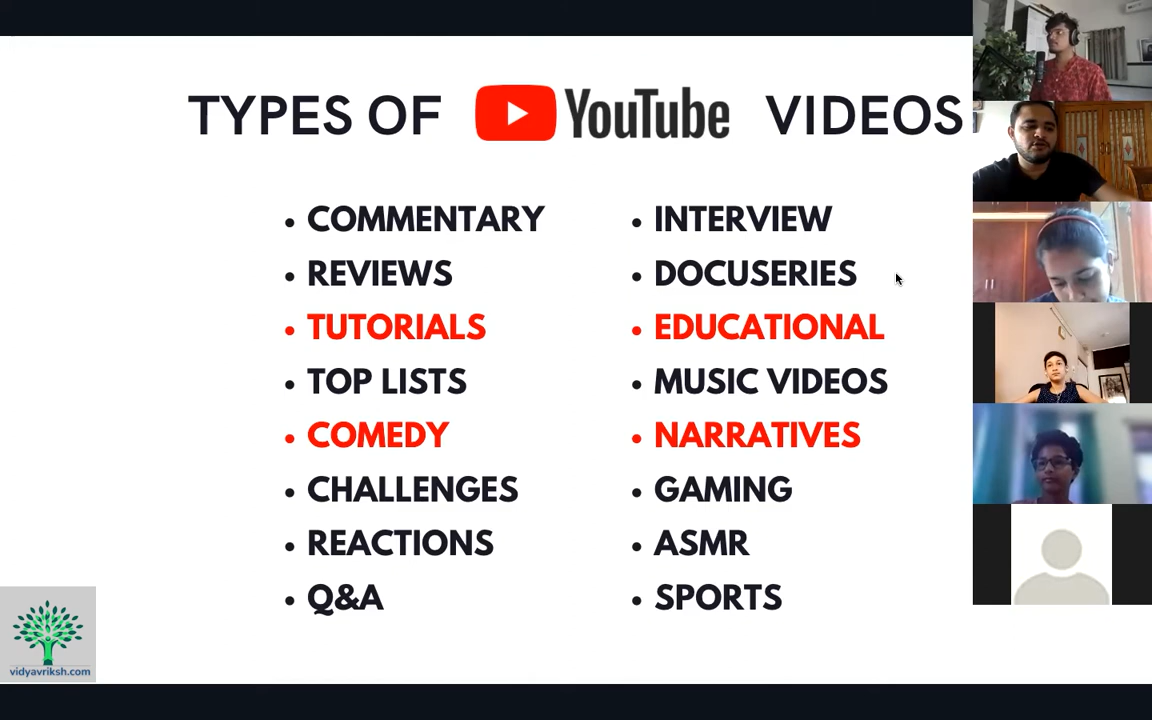 TYPES OF YouTube VIDEOS
• COMMENTARY
• REVIEWS
• TUTORIALS
• TOP LISTS
• COMEDY
• CHALLENGES
• REACTIONS
• Q&A
• INTERVIEW
• DOCUSERIES
• EDUCATIONAL
• MUSIC VIDEOS
• NARRATIVES
• GAMING
• ASMR
• SPORTS
vidyavriksh.com